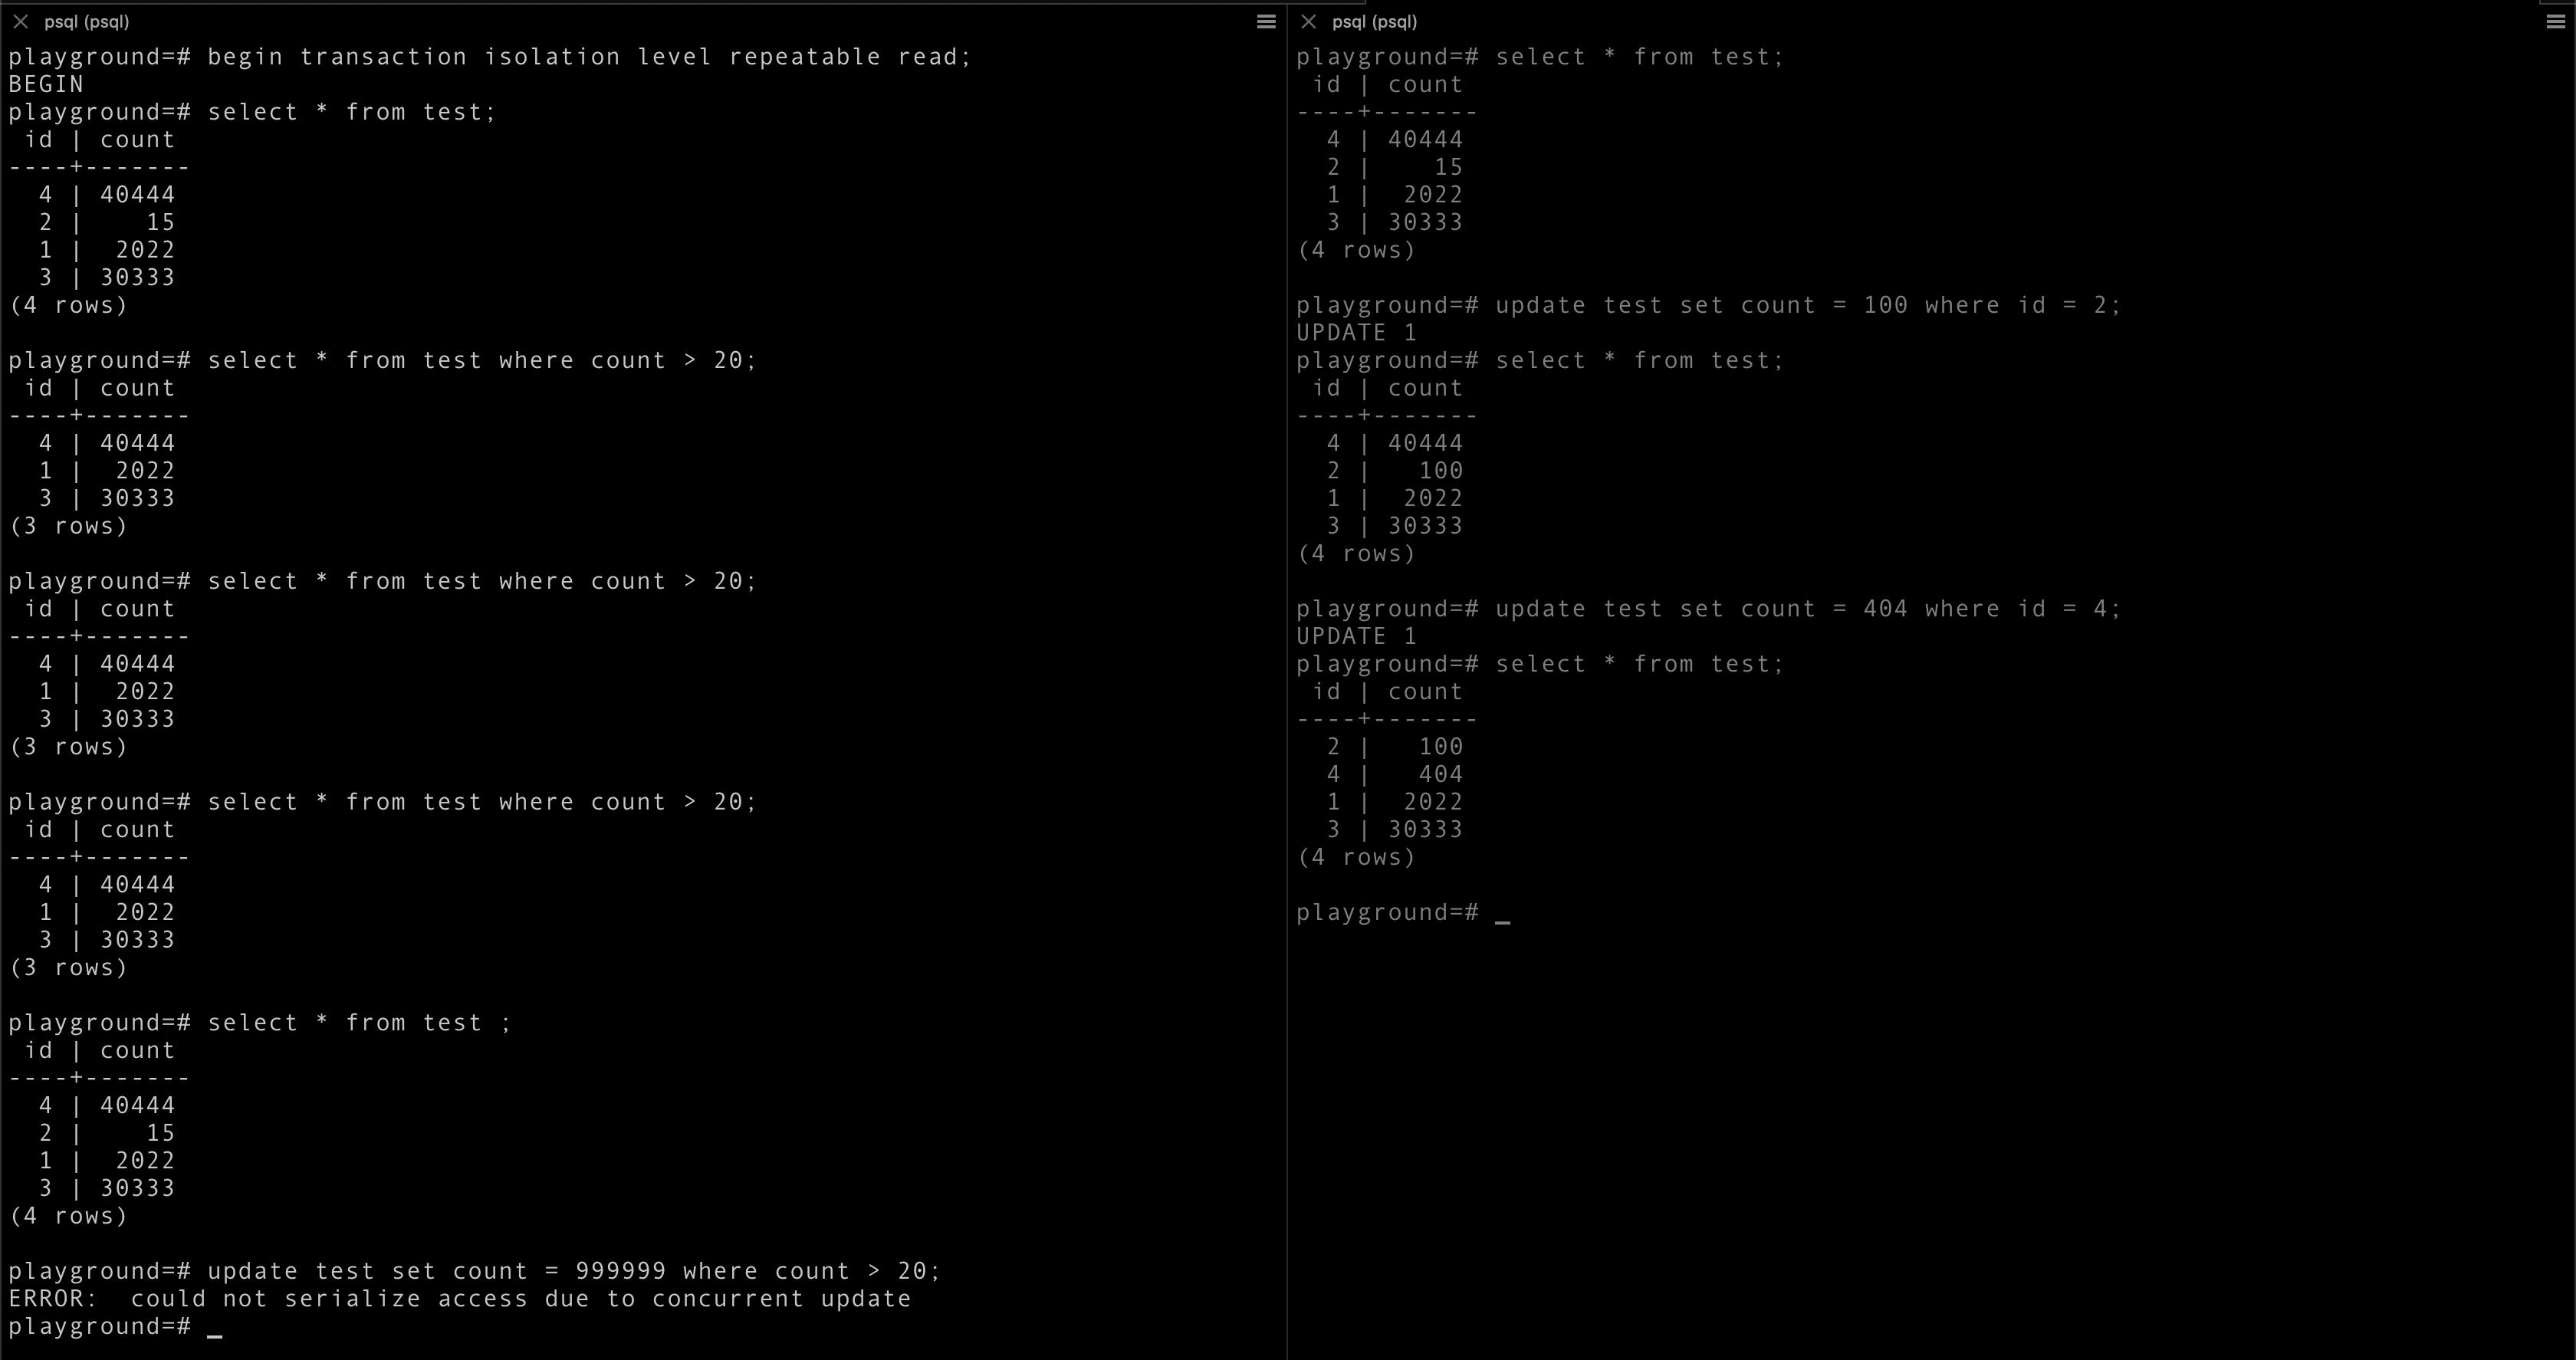 psql (psql)
playground=# begin transaction isolation level repeatable read;
BEGIN
playground=# select * from test;
 id | count
----+-------
  4 | 40444
  2 |    15
  1 |  2022
  3 | 30333
(4 rows)

playground=# select * from test where count > 20;
 id | count
----+-------
  4 | 40444
  1 |  2022
  3 | 30333
(3 rows)

playground=# select * from test where count > 20;
 id | count
----+-------
  4 | 40444
  1 |  2022
  3 | 30333
(3 rows)

playground=# select * from test where count > 20;
 id | count
----+-------
  4 | 40444
  1 |  2022
  3 | 30333
(3 rows)

playground=# select * from test ;
 id | count
----+-------
  4 | 40444
  2 |    15
  1 |  2022
  3 | 30333
(4 rows)

playground=# update test set count = 999999 where count > 20;
ERROR:  could not serialize access due to concurrent update
playground=# _
psql (psql)
playground=# select * from test;
 id | count
----+-------
  4 | 40444
  2 |    15
  1 |  2022
  3 | 30333
(4 rows)

playground=# update test set count = 100 where id = 2;
UPDATE 1
playground=# select * from test;
 id | count
----+-------
  4 | 40444
  2 |   100
  1 |  2022
  3 | 30333
(4 rows)

playground=# update test set count = 404 where id = 4;
UPDATE 1
playground=# select * from test;
 id | count
----+-------
  2 |   100
  4 |   404
  1 |  2022
  3 | 30333
(4 rows)

playground=# _